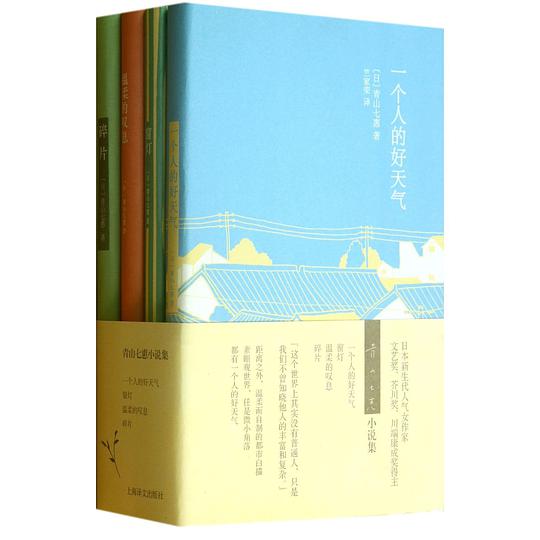 一个人的好天气
〔日〕青山七惠 著
竺家荣 译
碎片
〔日〕青山七惠 著
温柔的叹息
窗灯
一个人的好天气
青山七惠小说集
一个人的好天气
窗灯
温柔的叹息
碎片
上海译文出版社
日本新生代人气女作家
文艺奖、芥川奖、川端康成奖得主
青山七惠
小说集
一个人的好天气
窗灯
温柔的叹息
碎片
“这个世界上其实没有普通人，只是
我们不曾知晓他人的丰富和复杂。”
距离之外，温柔而自制的都市白描
素眼观世界，任是微小角落
都有一个人的好天气。